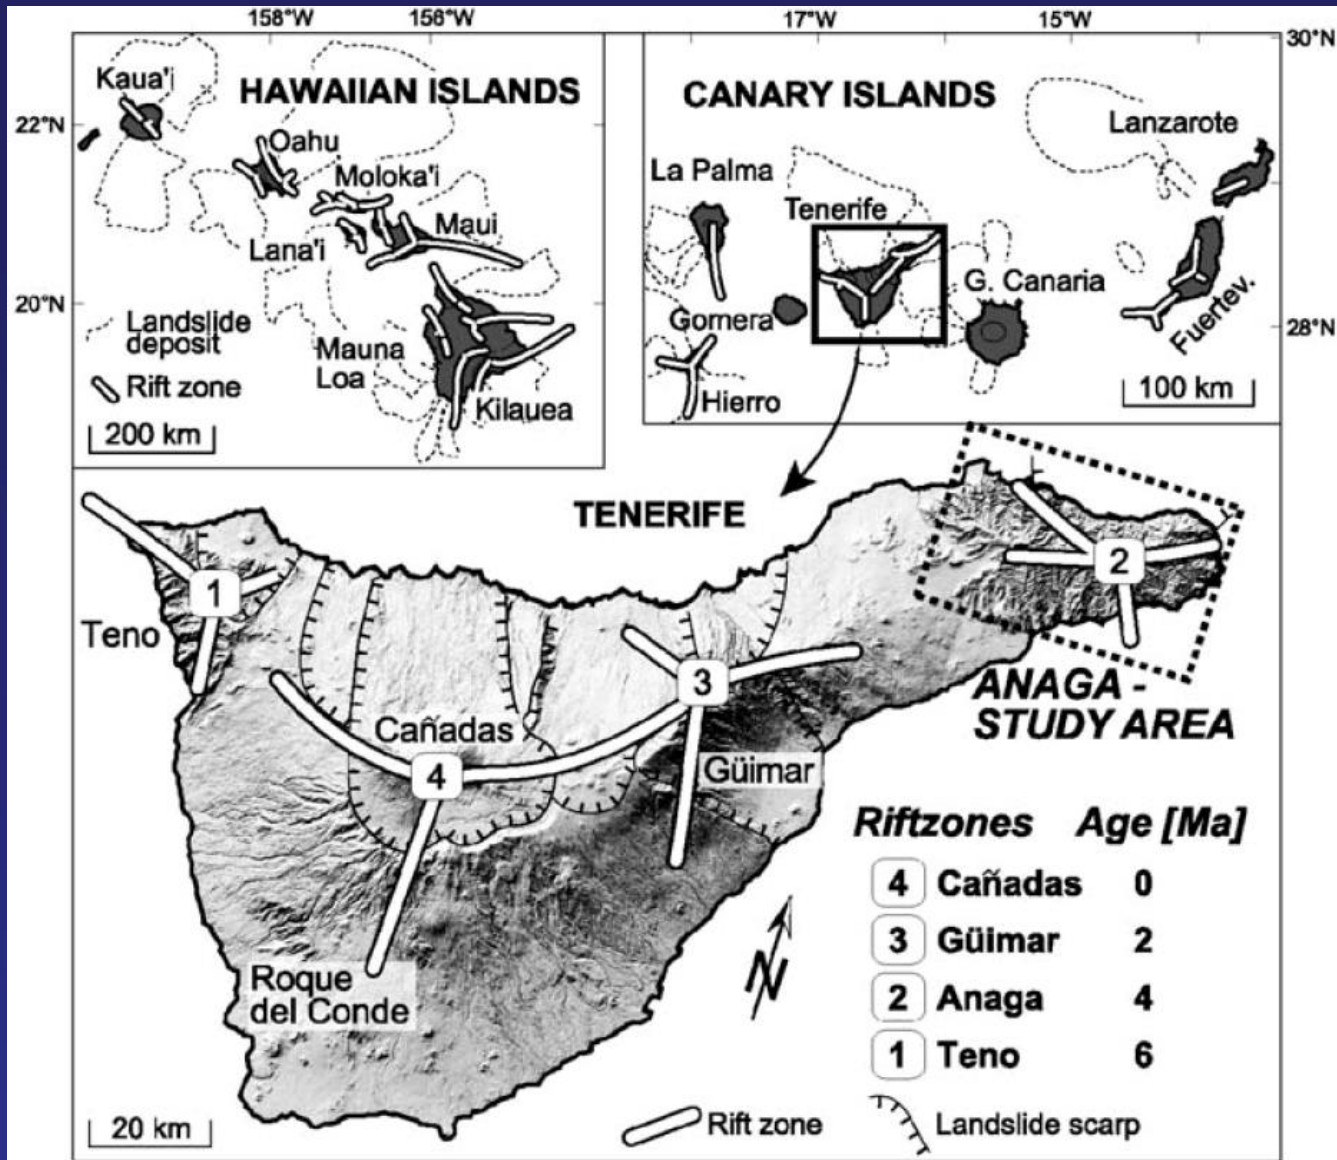 158°W
156°W
17°W
15°W
30°N
HAWAIIAN ISLANDS
Kaua'i
22°N
Oahu
Moloka'i
Maui
Lana'i
20°N
Landslide
deposit
Rift zone
Mauna
Loa
Kilauea
200 km
CANARY ISLANDS
Lanzarote
La Palma
Tenerife
G. Canaria
Gomera
Fuertev.
28°N
Hierro
100 km
TENERIFE
1
2
Teno
3
ANAGA -
STUDY AREA
Cañadas
4
Güimar
Riftzones Age [Ma]
4 Cañadas 0
3 Güimar 2
2 Anaga 4
1 Teno 6
Roque
del Conde
N
20 km
Rift zone
Landslide scarp